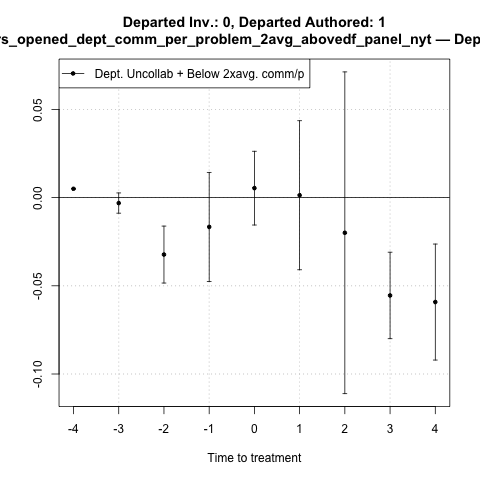 Departed Inv.: 0, Departed Authored: 1
rs_opened_dept_comm_per_problem_2avg_abovedf_panel_nyt — Dep
Dept. Uncollab + Below 2xavg. comm/p
0.05
0.00
-0.05
-0.10
-4 -3 -2 -1 0 1 2 3 4
Time to treatment